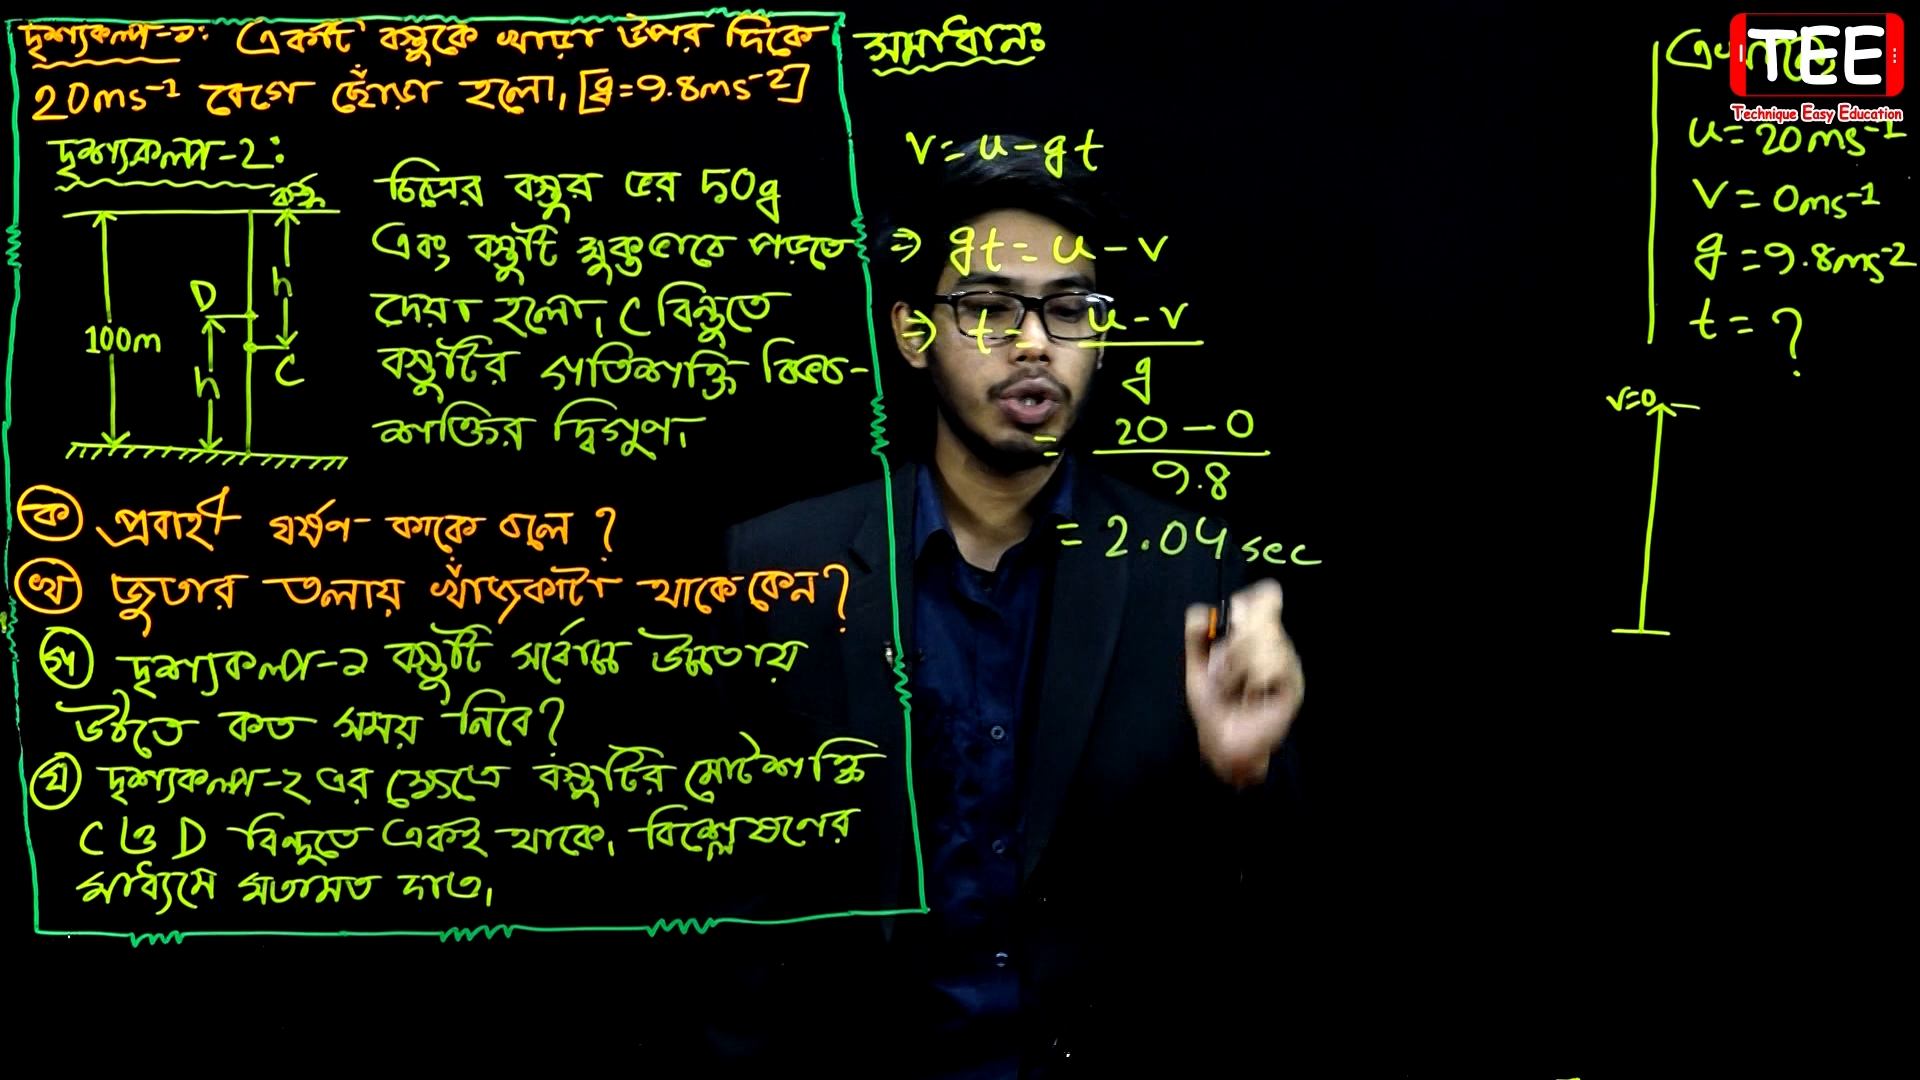 দৃশ্যকল্প-১: একটি বস্তুকে খাড়া উপর দিকে
20ms⁻¹ বেগে ছোঁড়া হলো। [g=9.8ms⁻²]
দৃশ্যকল্প-2:
বস্তু
চিত্রের বস্তুর ভর 50g
এবং বস্তুটি মুক্তভাবে পড়তে
দেয়া হলো। C বিন্দুতে
বস্তুটির গতিশক্তি বিভব-
শক্তির দ্বিগুণ।
100m
D
h
h
C
ক প্রবাহী ঘর্ষণ কাকে বলে?
খ জুতার তলায় খাঁজকাটা থাকে কেন?
গ দৃশ্যকল্প-১ বস্তুটি সর্বোচ্চ উচ্চতায়
উঠতে কত সময় নিবে?
ঘ দৃশ্যকল্প-২ এর ক্ষেত্রে বস্তুটির মোটশক্তি
C ও D বিন্দুতে একই থাকে। বিশ্লেষণের
মাধ্যমে মতামত দাও।
সমাধানঃ
v = u - gt
⇒ gt = u - v
⇒ t = u - v
g
= 20 - 0
9.8
= 2.04 sec
TEE
Technique Easy Education
u = 20ms⁻¹
v = 0ms⁻¹
g = 9.8ms⁻²
t = ?
v=0